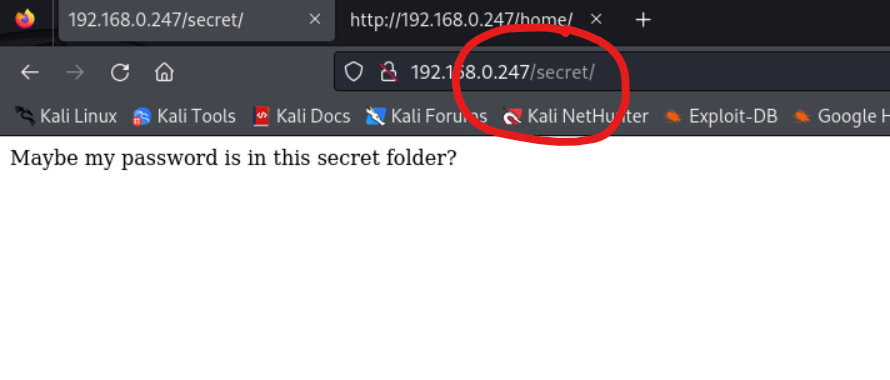 192.168.0.247/secret/ × http://192.168.0.247/home/ × +
192.168.0.247/secret/
Kali Linux Kali Tools Kali Docs Kali Forums Kali NetHunter Exploit-DB Google H
Maybe my password is in this secret folder?